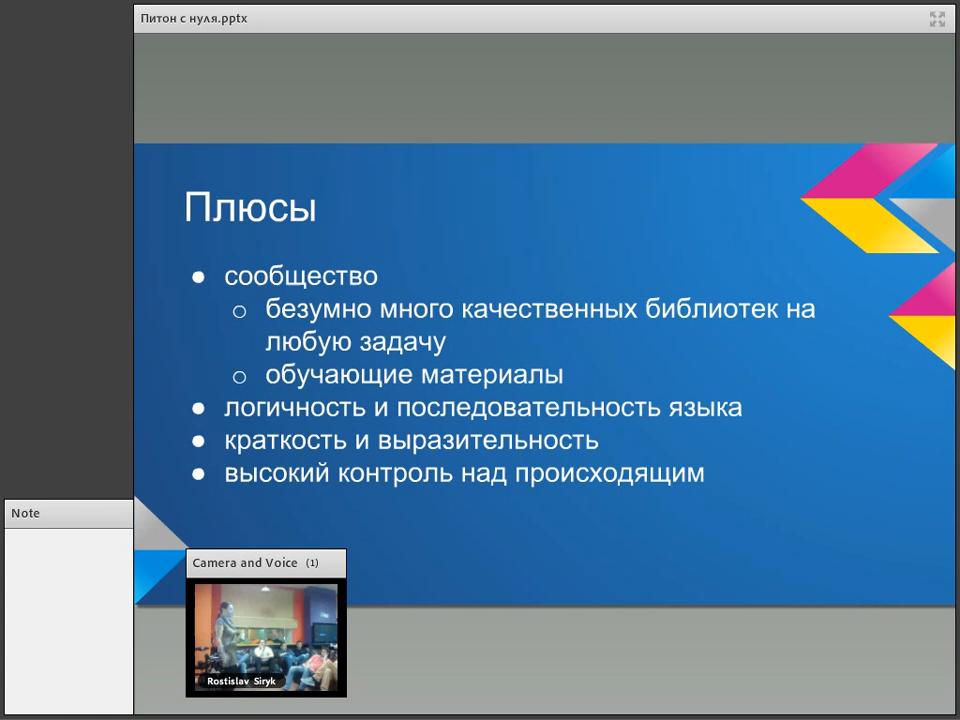 Питон с нуля.pptx
Плюсы
● сообщество
o безумно много качественных библиотек на
любую задачу
o обучающие материалы
● логичность и последовательность языка
● краткость и выразительность
● высокий контроль над происходящим
Note
Camera and Voice (1)
Rostislav Siryk